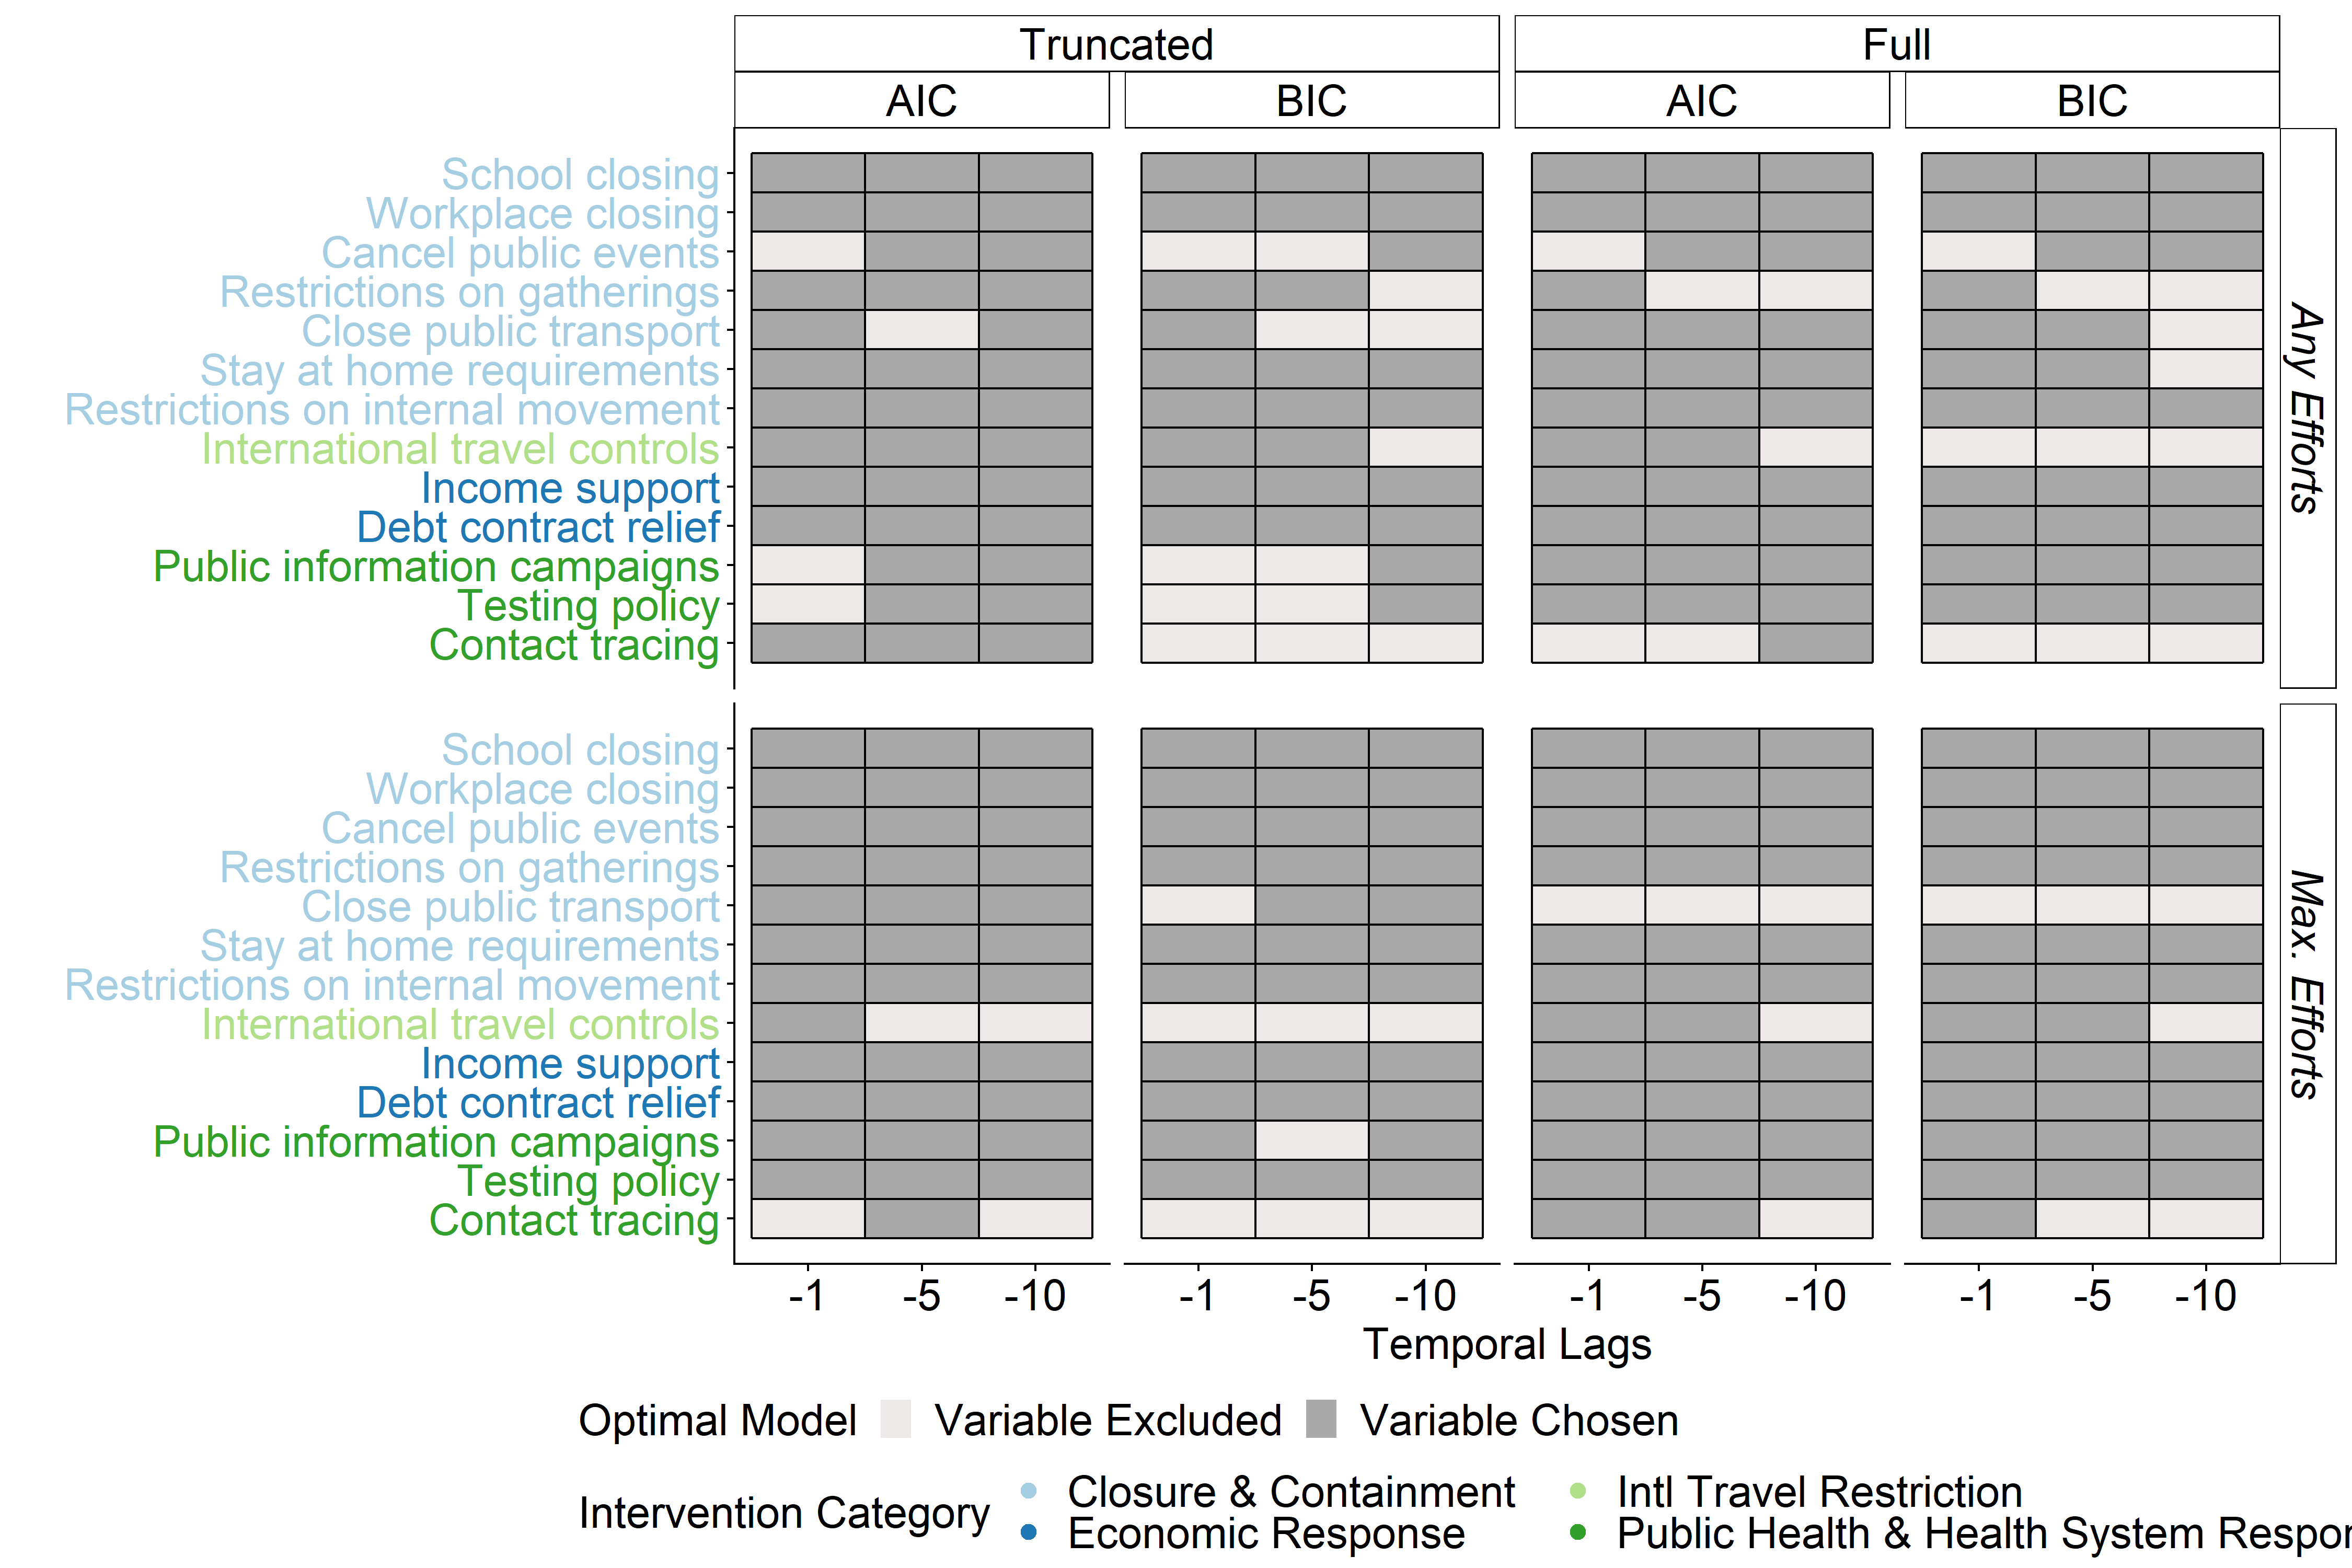 Truncated
Full
AIC
BIC
AIC
BIC
School closing
Workplace closing
Cancel public events
Restrictions on gatherings
Close public transport
Stay at home requirements
Restrictions on internal movement
International travel controls
Income support
Debt contract relief
Public information campaigns
Testing policy
Contact tracing
Any Efforts
School closing
Workplace closing
Cancel public events
Restrictions on gatherings
Close public transport
Stay at home requirements
Restrictions on internal movement
International travel controls
Income support
Debt contract relief
Public information campaigns
Testing policy
Contact tracing
Max. Efforts
-1 -5 -10 -1 -5 -10 -1 -5 -10 -1 -5 -10
Temporal Lags
Optimal Model Variable Excluded Variable Chosen
Intervention Category
Closure & Containment
Intl Travel Restriction
Economic Response
Public Health & Health System Respor